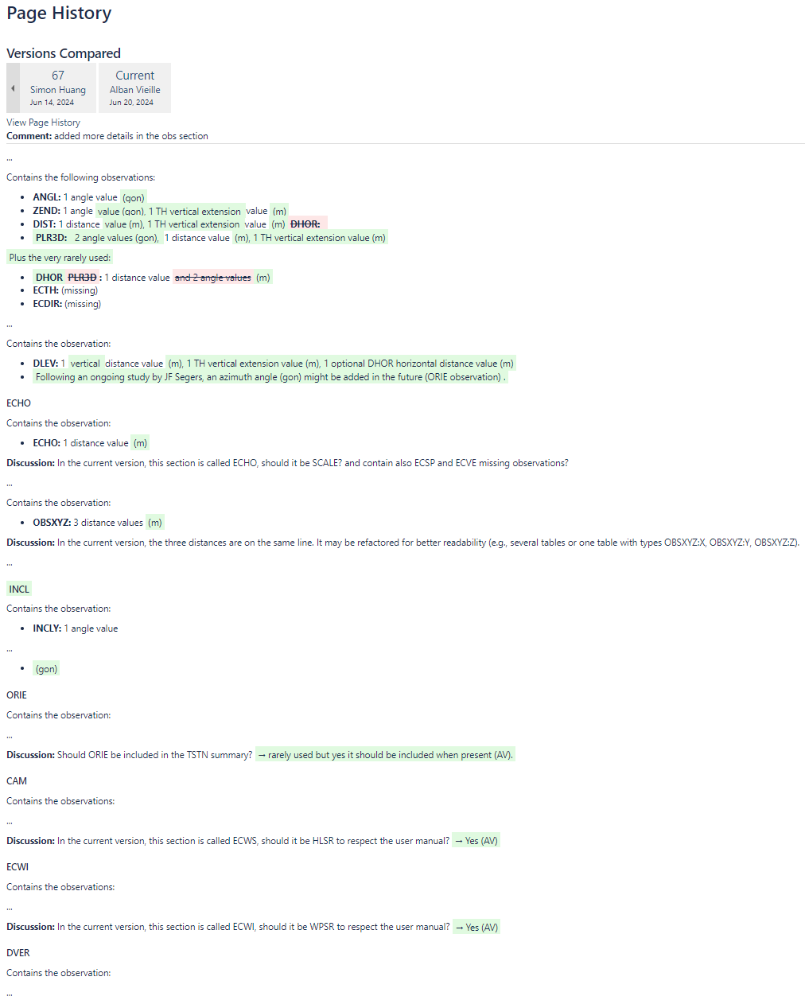 Page History
Versions Compared
67 Current
Simon Huang Alban Vieille
Jun 14, 2024 Jun 20, 2024
View Page History
Comment: added more details in the obs section
...
Contains the following observations:
• ANGL: 1 angle value (gon)
• ZEND: 1 angle value (gon), 1 TH vertical extension value (m)
• DIST: 1 distance value (m), 1 TH vertical extension value (m) DHOR:
• PLR3D: 2 angle values (gon), 1 distance value (m), 1 TH vertical extension value (m)
Plus the very rarely used:
• DHOR PLR3D : 1 distance value and 2 angle values (m)
• ECTH: (missing)
• ECDIR: (missing)
...
Contains the observation:
• DLEV: 1 vertical distance value (m), 1 TH vertical extension value (m), 1 optional DHOR horizontal distance value (m)
• Following an ongoing study by JF Segers, an azimuth angle (gon) might be added in the future (ORIE observation) .
ECHO
Contains the observation:
• ECHO: 1 distance value (m)
Discussion: In the current version, this section is called ECHO, should it be SCALE? and contain also ECSP and ECVE missing observations?
...
Contains the observation:
• OBSXYZ: 3 distance values (m)
Discussion: In the current version, the three distances are on the same line. It may be refactored for better readability (e.g., several tables or one table with types OBSXYZ:X, OBSXYZ:Y, OBSXYZ:Z).
...
INCL
Contains the observation:
• INCLY: 1 angle value
...
• (gon)
ORIE
Contains the observation:
...
Discussion: Should ORIE be included in the TSTN summary? → rarely used but yes it should be included when present (AV).
CAM
Contains the observations:
...
Discussion: In the current version, this section is called ECWS, should it be HLSR to respect the user manual? → Yes (AV)
ECWI
Contains the observations:
...
Discussion: In the current version, this section is called ECWI, should it be WPSR to respect the user manual? → Yes (AV)
DVER
Contains the observation:
...